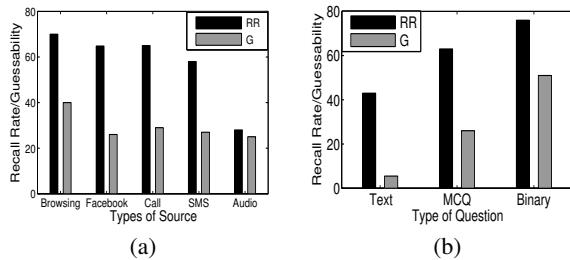 80
60
40
20
0
Recall Rate/Guessability
RR
G
Browsing Facebook Call SMS Audio
Types of Source
(a)
80
60
40
20
0
Recall Rate/Guessability
RR
G
Text MCQ Binary
Type of Question
(b)